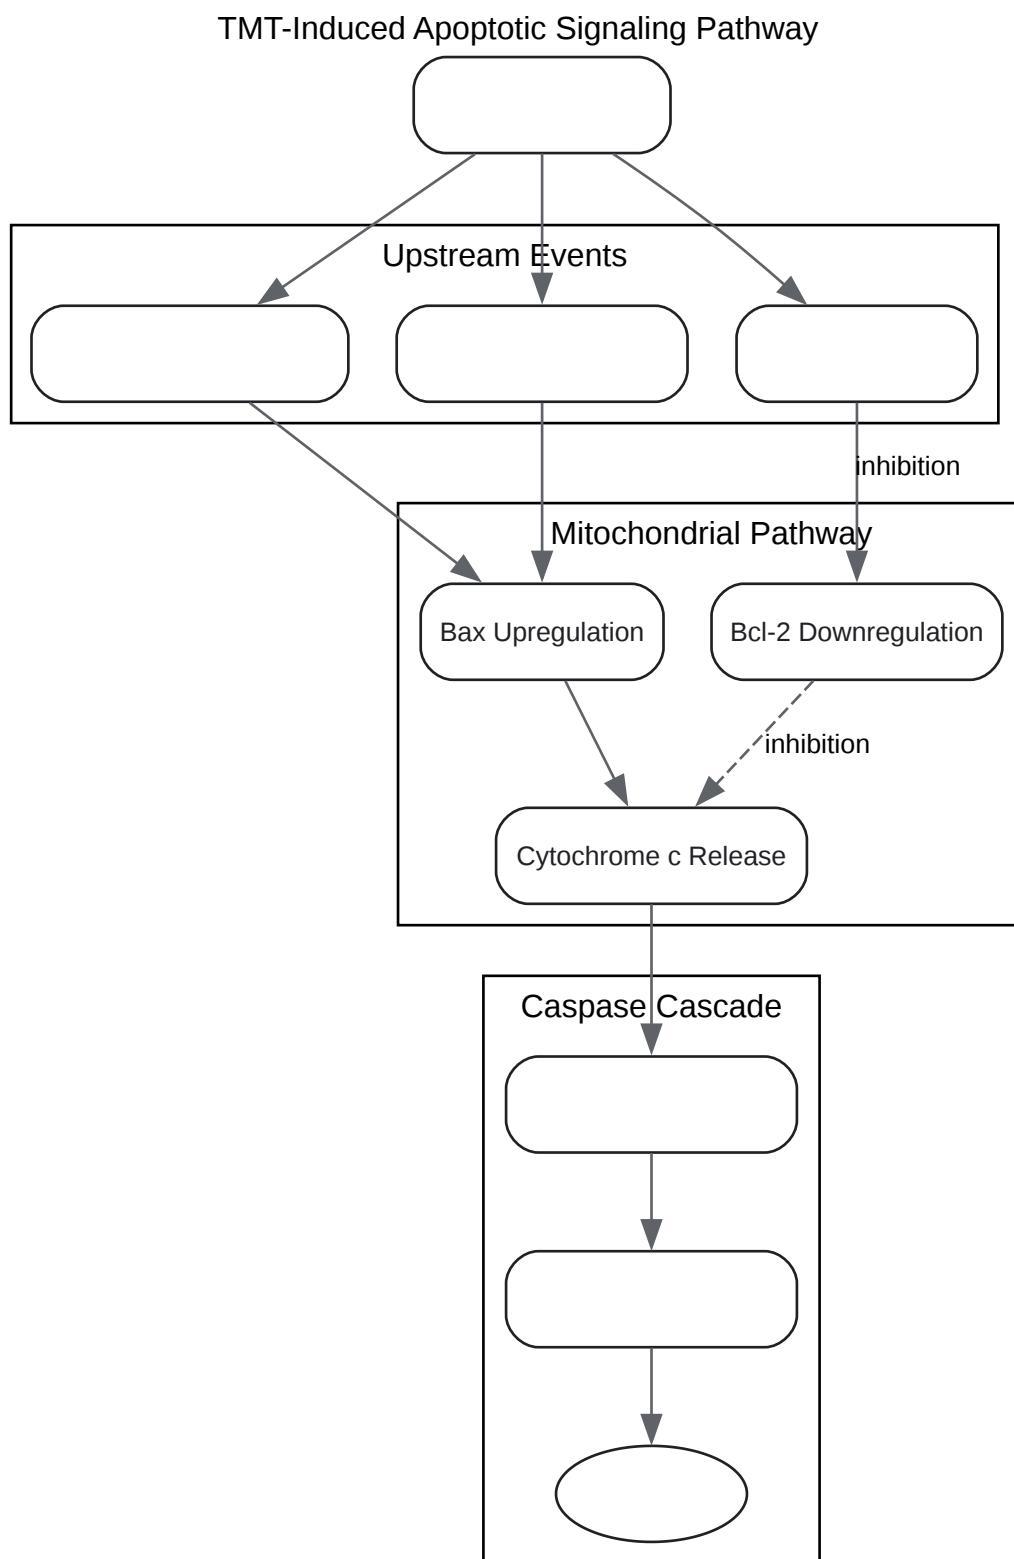 TMT-Induced Apoptotic Signaling Pathway
Upstream Events
inhibition
Mitochondrial Pathway
Bax Upregulation
Bcl-2 Downregulation
inhibition
Cytochrome c Release
Caspase Cascade